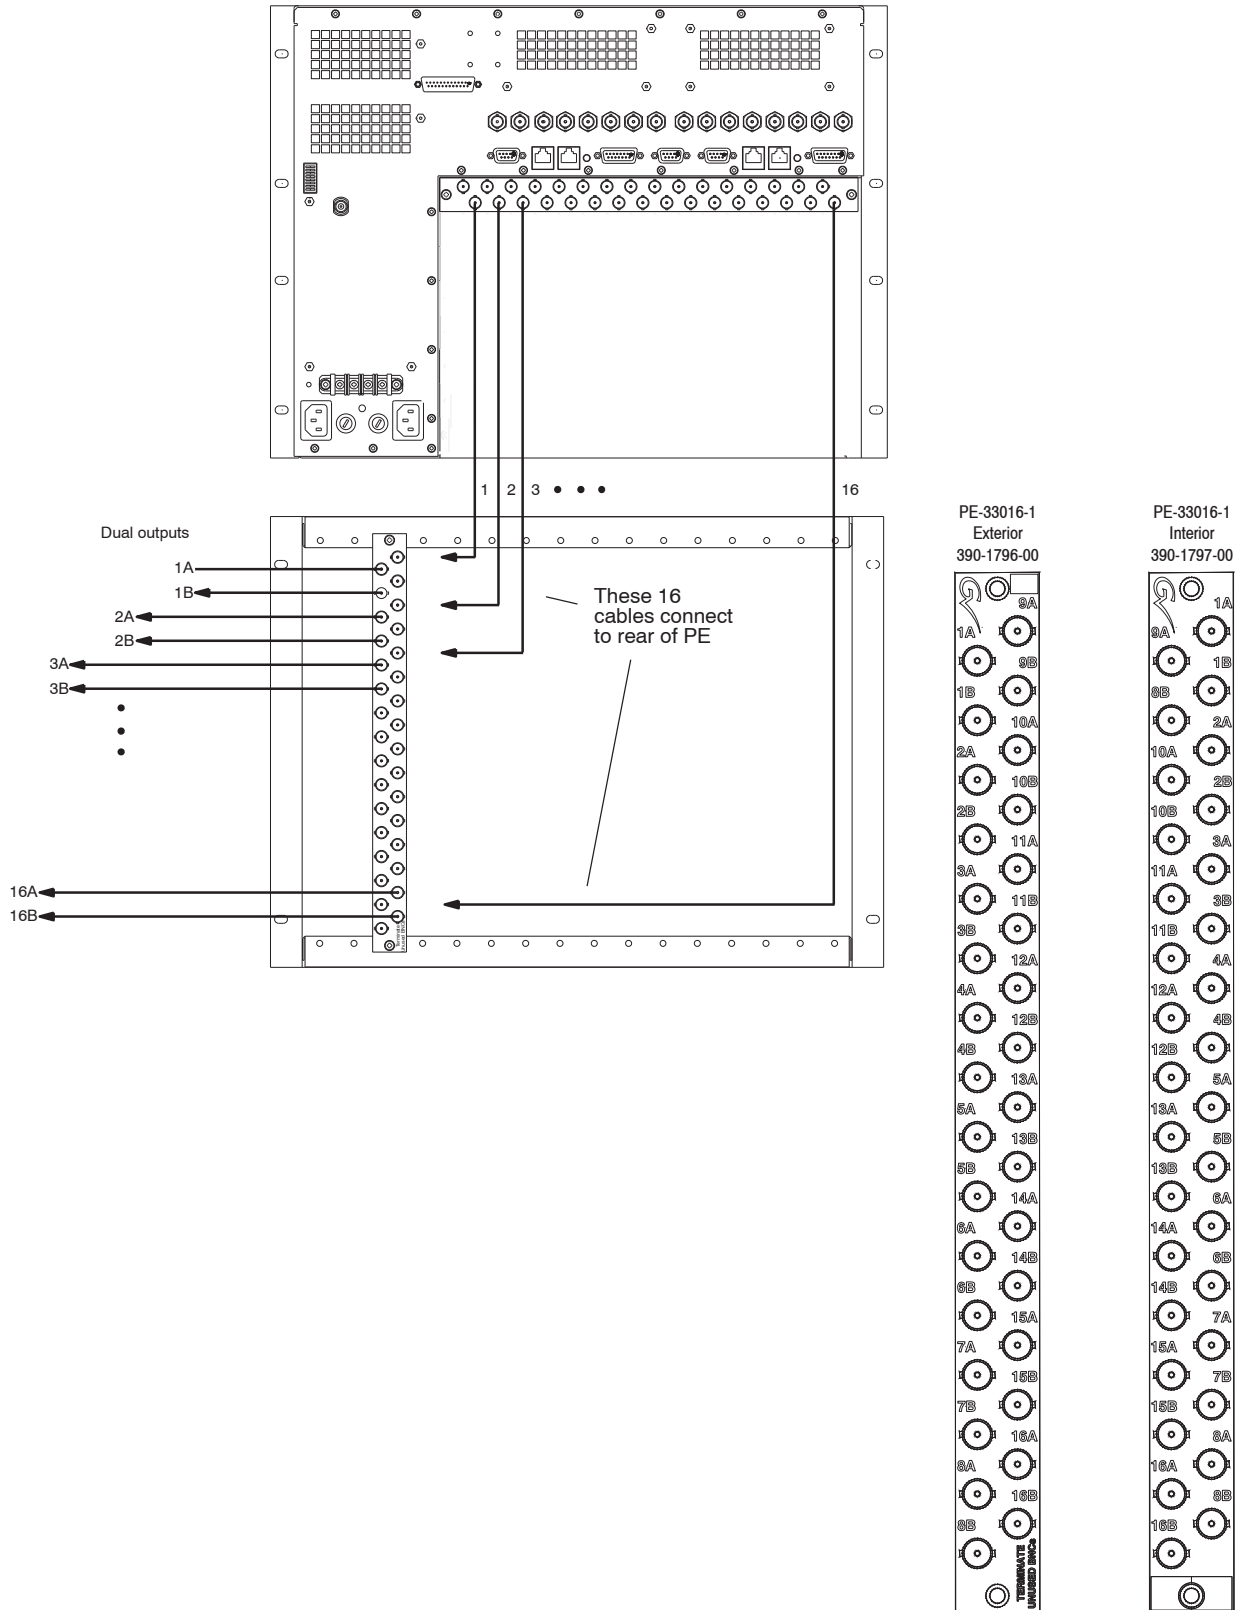 1 2 3 • • • 16
Dual outputs
1A
1B
2A
2B
3A
3B
•
•
•
16A
16B
These 16
cables connect
to rear of PE
Terminate
Unused BNCs
PE-33016-1
Exterior
390-1796-00
9A
1A
9B
1B
10A
2A
10B
2B
11A
3A
11B
3B
12A
4A
12B
4B
13A
5A
13B
5B
14A
6A
14B
6B
15A
7A
15B
7B
16A
8A
16B
8B
TERMINATE
UNUSED BNCs
PE-33016-1
Interior
390-1797-00
1A
9A
1B
8B
2A
10A
2B
10B
3A
11A
3B
11B
4A
12A
4B
12B
5A
13A
5B
13B
6A
14A
6B
14B
7A
15A
7B
15B
8A
16A
8B
16B